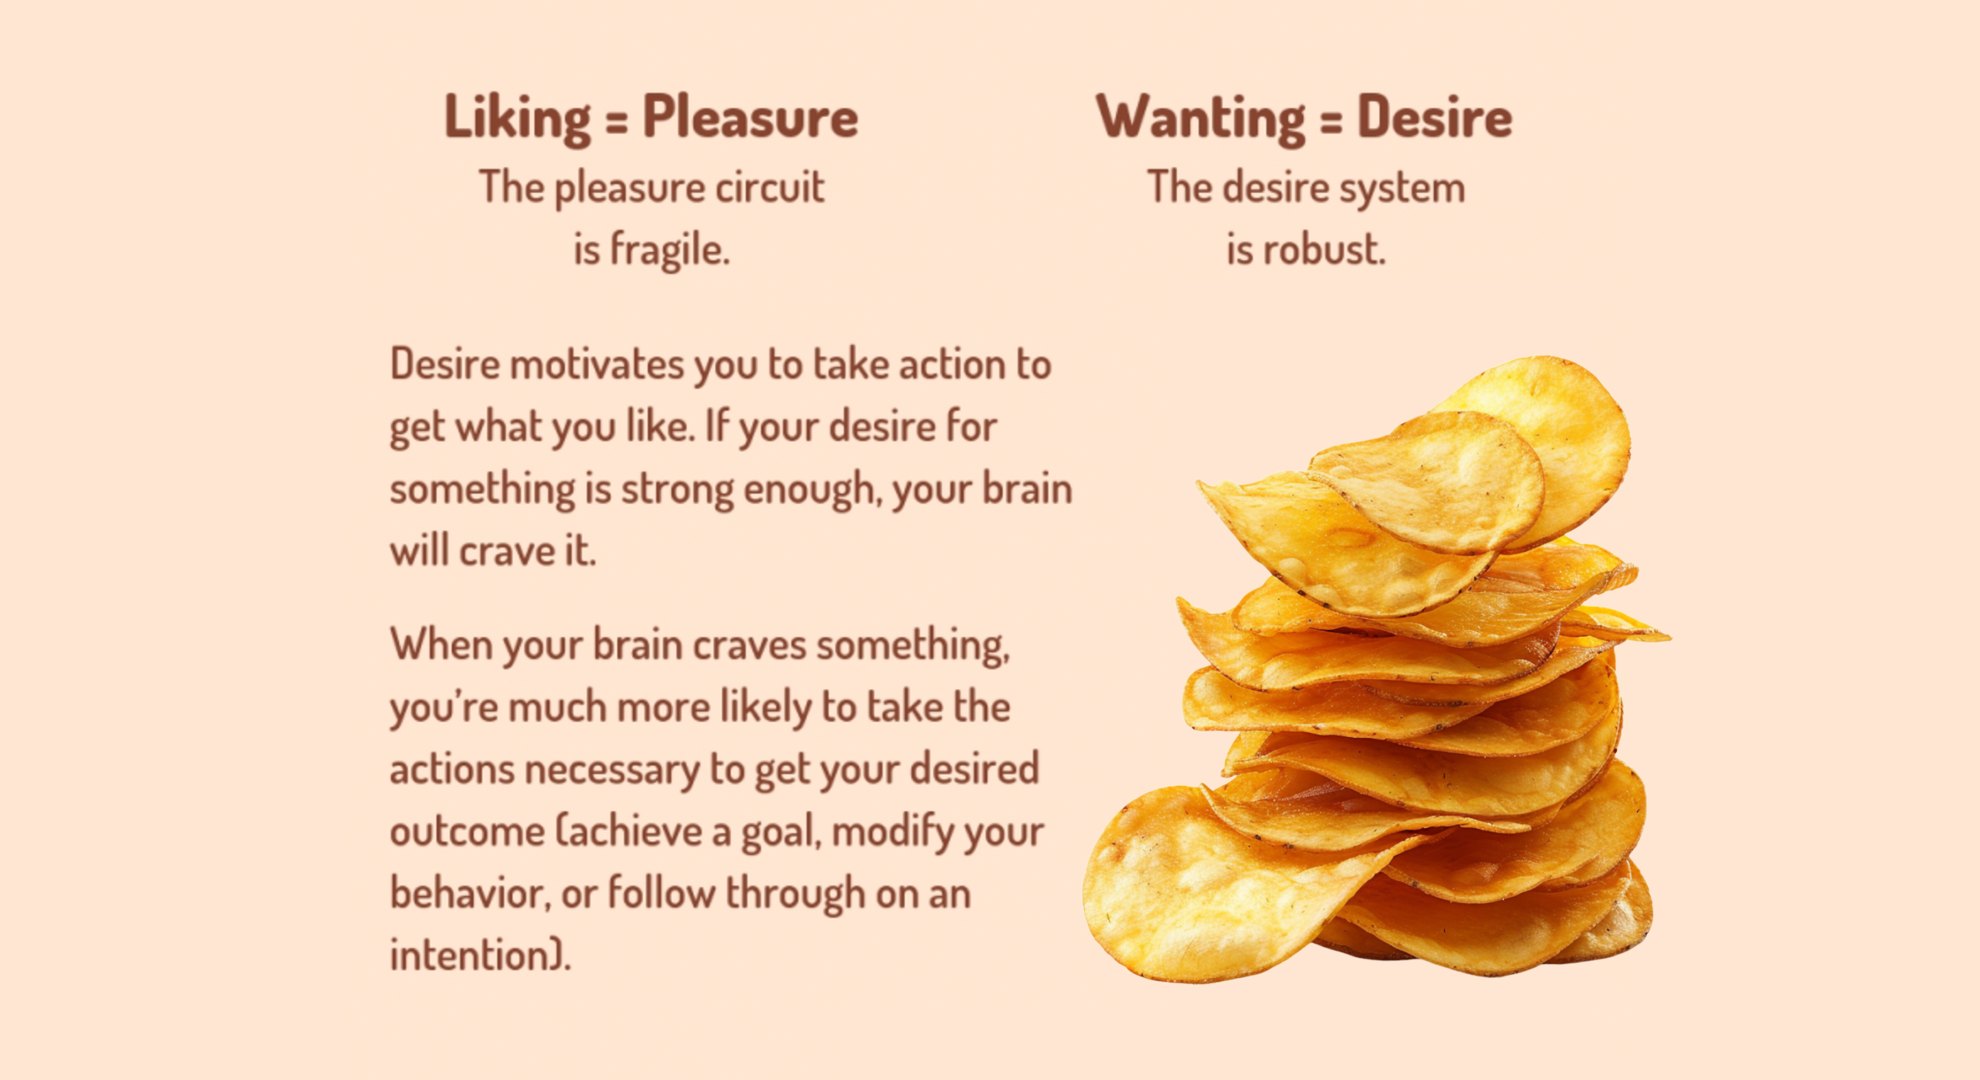 Liking = Pleasure
The pleasure circuit
is fragile.
Wanting = Desire
The desire system
is robust.
Desire motivates you to take action to
get what you like. If your desire for
something is strong enough, your brain
will crave it.
When your brain craves something,
you’re much more likely to take the
actions necessary to get your desired
outcome (achieve a goal, modify your
behavior, or follow through on an
intention).